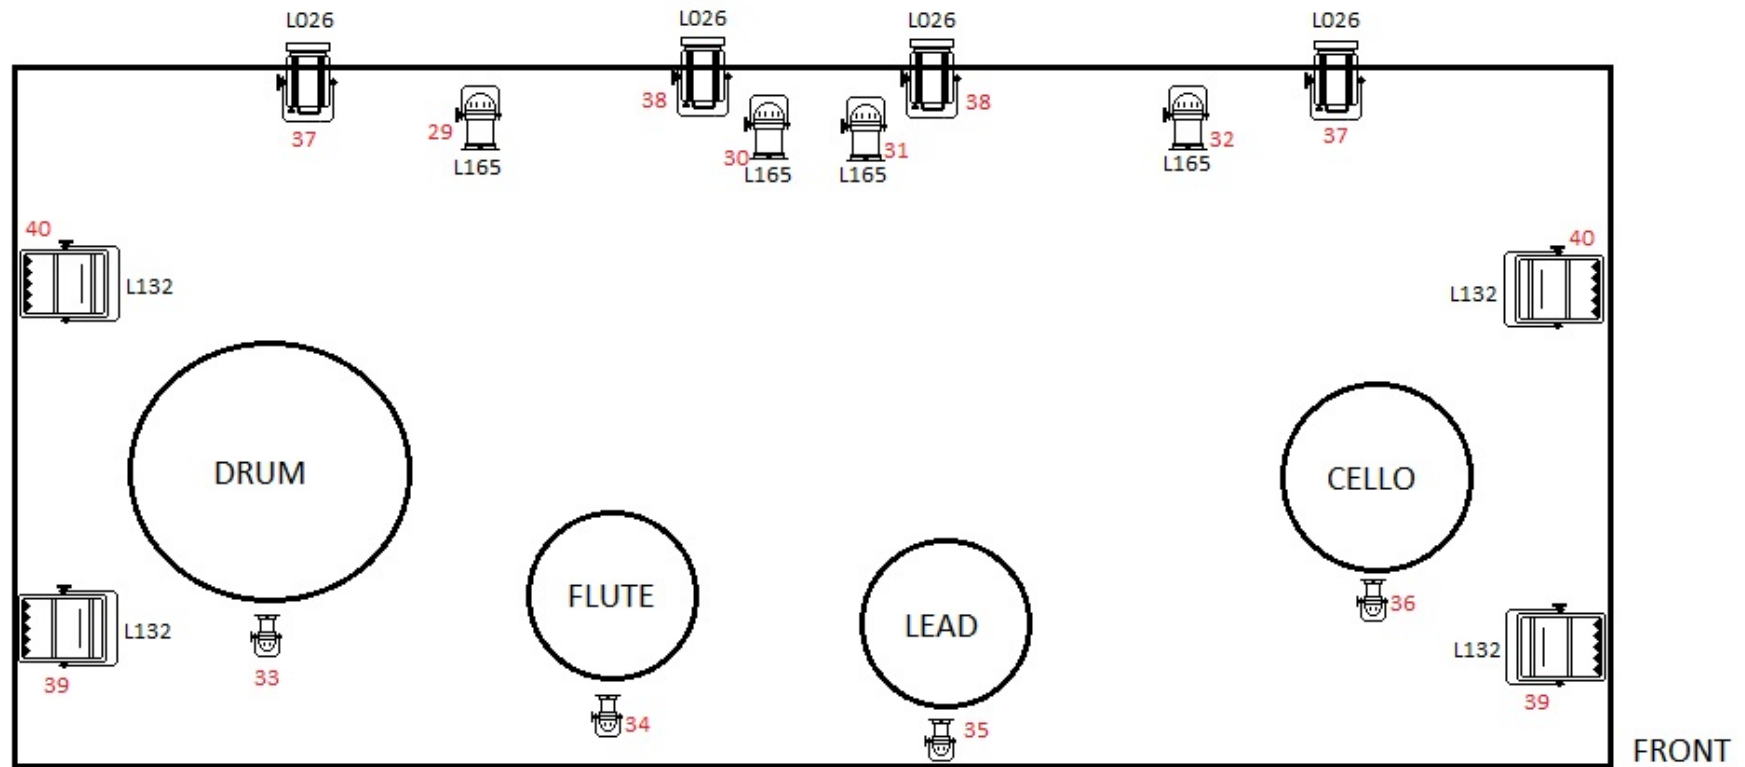 L026 L026 L026 L026
38 38
29 32
37 30 31 37
L165 L165 L165 L165
40 40
L132 L132
DRUM CELLO
FLUTE 36
LEAD
L132 L132
33
39 39
34 35
FRONT